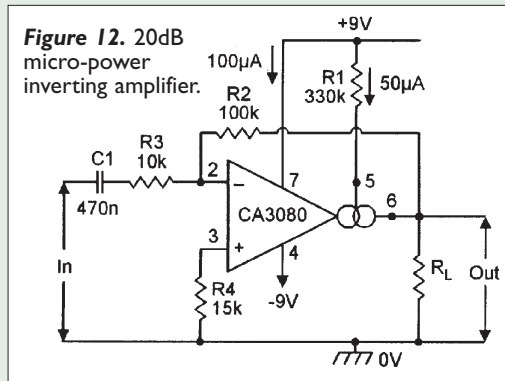 Figure 12. 20dB
micro-power
inverting amplifier.
+9V
100µA
R1
330k
50µA
R2
100k
C1
470n
R3
10k
2
−
7
5
6
CA3080
3
+
4
-9V
In
R4
15k
RL
Out
0V